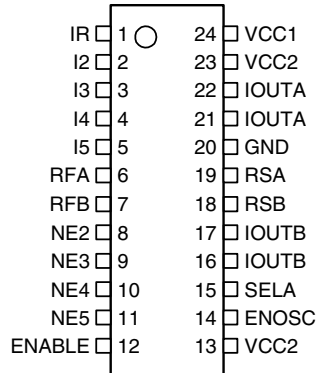 IR 1 24 VCC1
I2 2 23 VCC2
I3 3 22 IOUTA
I4 4 21 IOUTA
I5 5 20 GND
RFA 6 19 RSA
RFB 7 18 RSB
NE2 8 17 IOUTB
NE3 9 16 IOUTB
NE4 10 15 SELA
NE5 11 14 ENOSC
ENABLE 12 13 VCC2